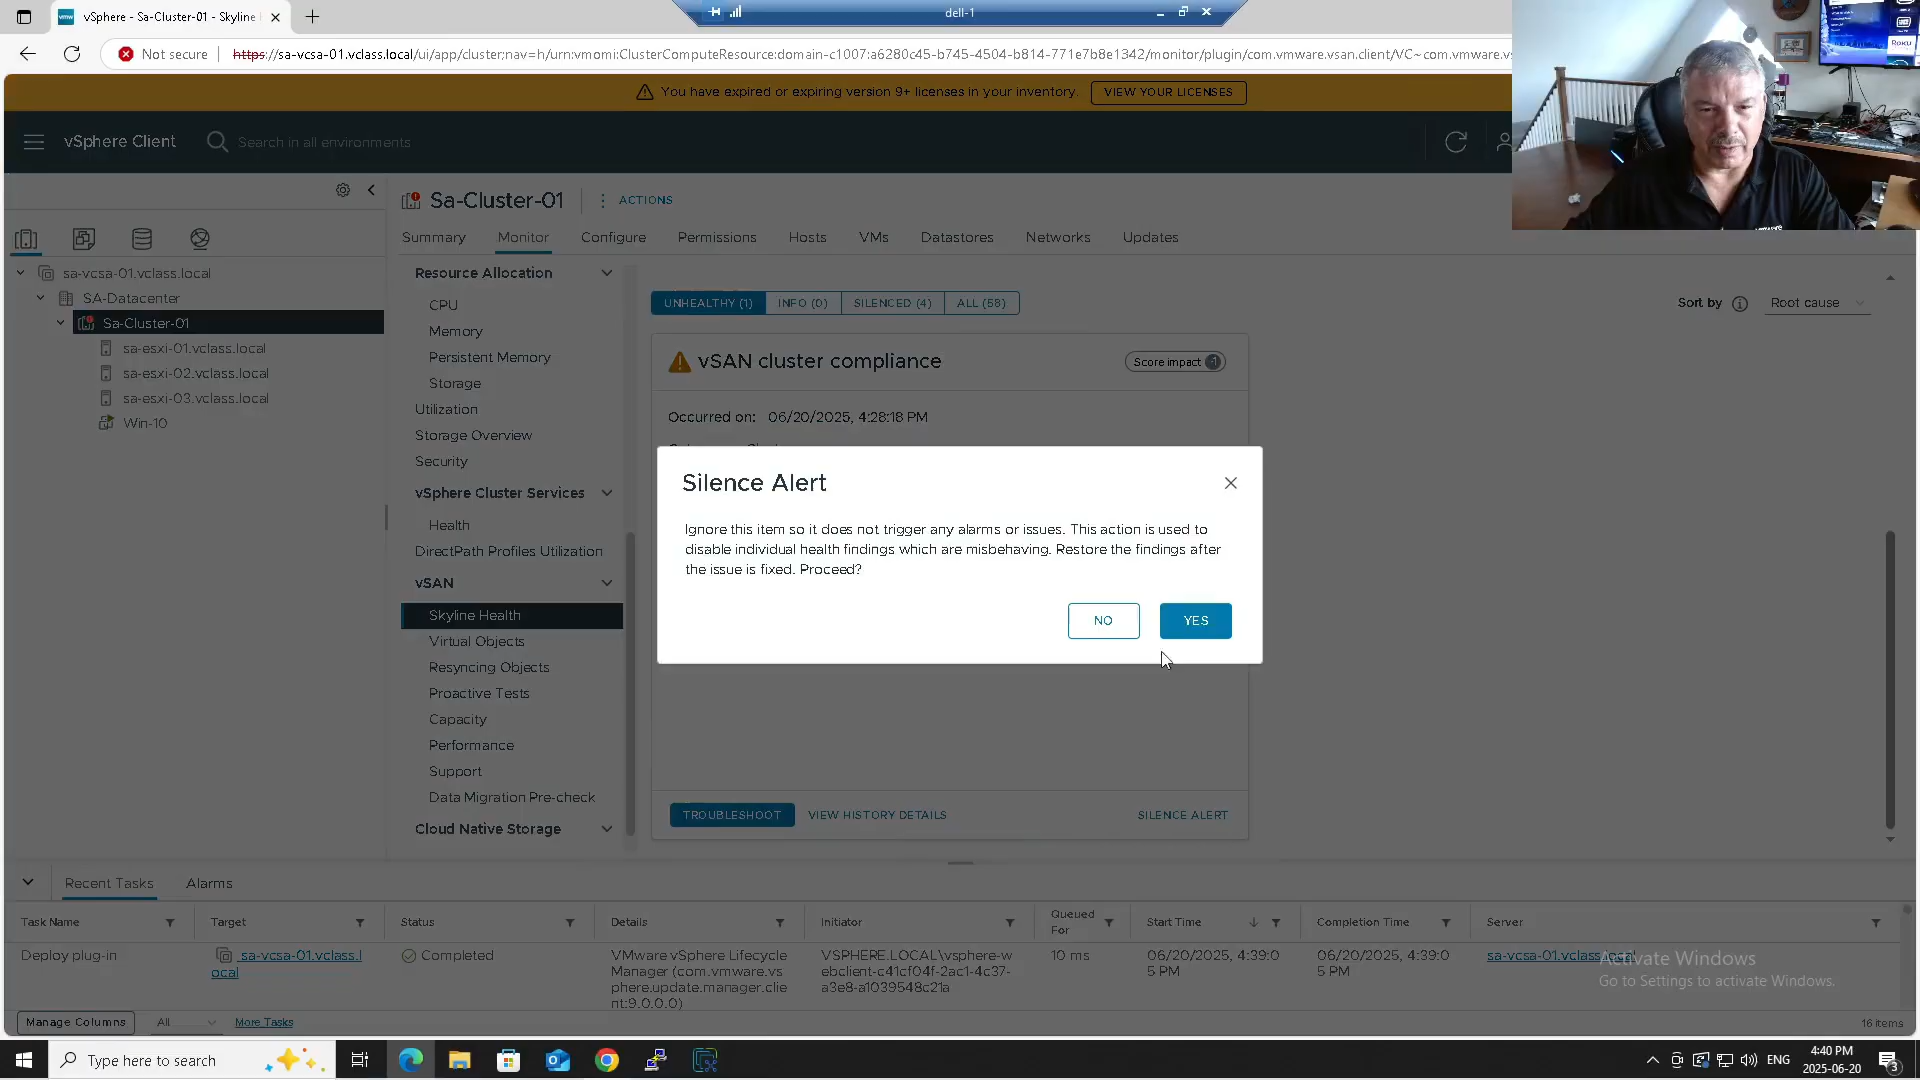 vSphere - Sa-Cluster-01 - Skyline
dell-1
Not secure
https://sa-vcsa-01.vclass.local/ui/app/cluster;nav=h/urn:vmomi:ClusterComputeResource:domain-c1007:a6280c45-b745-4504-b814-771e7b8e1342/monitor/plugin/com.vmware.vsan.client/VC~com.vmware.vs
You have expired or expiring version 9+ licenses in your inventory.
VIEW YOUR LICENSES
vSphere Client
Search in all environments
Sa-Cluster-01
ACTIONS
Summary Monitor Configure Permissions Hosts VMs Datastores Networks Updates
sa-vcsa-01.vclass.local
SA-Datacenter
Sa-Cluster-01
sa-esxi-01.vclass.local
sa-esxi-02.vclass.local
sa-esxi-03.vclass.local
Win-10
Resource Allocation
CPU
Memory
Persistent Memory
Storage
Utilization
Storage Overview
Security
vSphere Cluster Services
Health
DirectPath Profiles Utilization
vSAN
Skyline Health
Virtual Objects
Resyncing Objects
Proactive Tests
Capacity
Performance
Support
Data Migration Pre-check
Cloud Native Storage
UNHEALTHY (1) INFO (0) SILENCED (4) ALL (58)
Sort by Root cause
vSAN cluster compliance
Score impact -1
Occurred on: 06/20/2025, 4:28:18 PM
Silence Alert
Ignore this item so it does not trigger any alarms or issues. This action is used to
disable individual health findings which are misbehaving. Restore the findings after
the issue is fixed. Proceed?
NO YES
TROUBLESHOOT VIEW HISTORY DETAILS SILENCE ALERT
Recent Tasks Alarms
Task Name Target Status Details Initiator Queued For Start Time Completion Time Server
Deploy plug-in
sa-vcsa-01.vclass.l
ocal
Completed
VMware vSphere Lifecycle
Manager (com.vmware.vs
phere.update.manager.clie
nt:9.0.0.0)
VSPHERE.LOCAL\vsphere-w
ebclient-c41cf04f-2ac1-4c37-
a3e8-a1039548c21a
10 ms
06/20/2025, 4:39:0
5 PM
06/20/2025, 4:39:0
5 PM
sa-vcsa-01.vclass.local
Activate Windows
Go to Settings to activate Windows.
Manage Columns All More Tasks
16 items
Type here to search
ENG
4:40 PM
2025-06-20
3
Roku